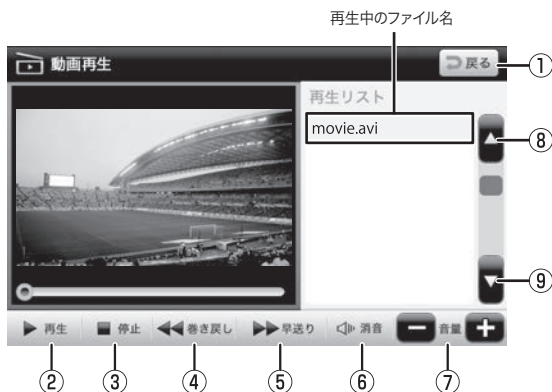 再生中のファイル名
動画再生
戻る
①
再生リスト
movie.avi
⑧
⑨
再生
停止
巻き戻し
早送り
消音
音量
②
③
④
⑤
⑥
⑦